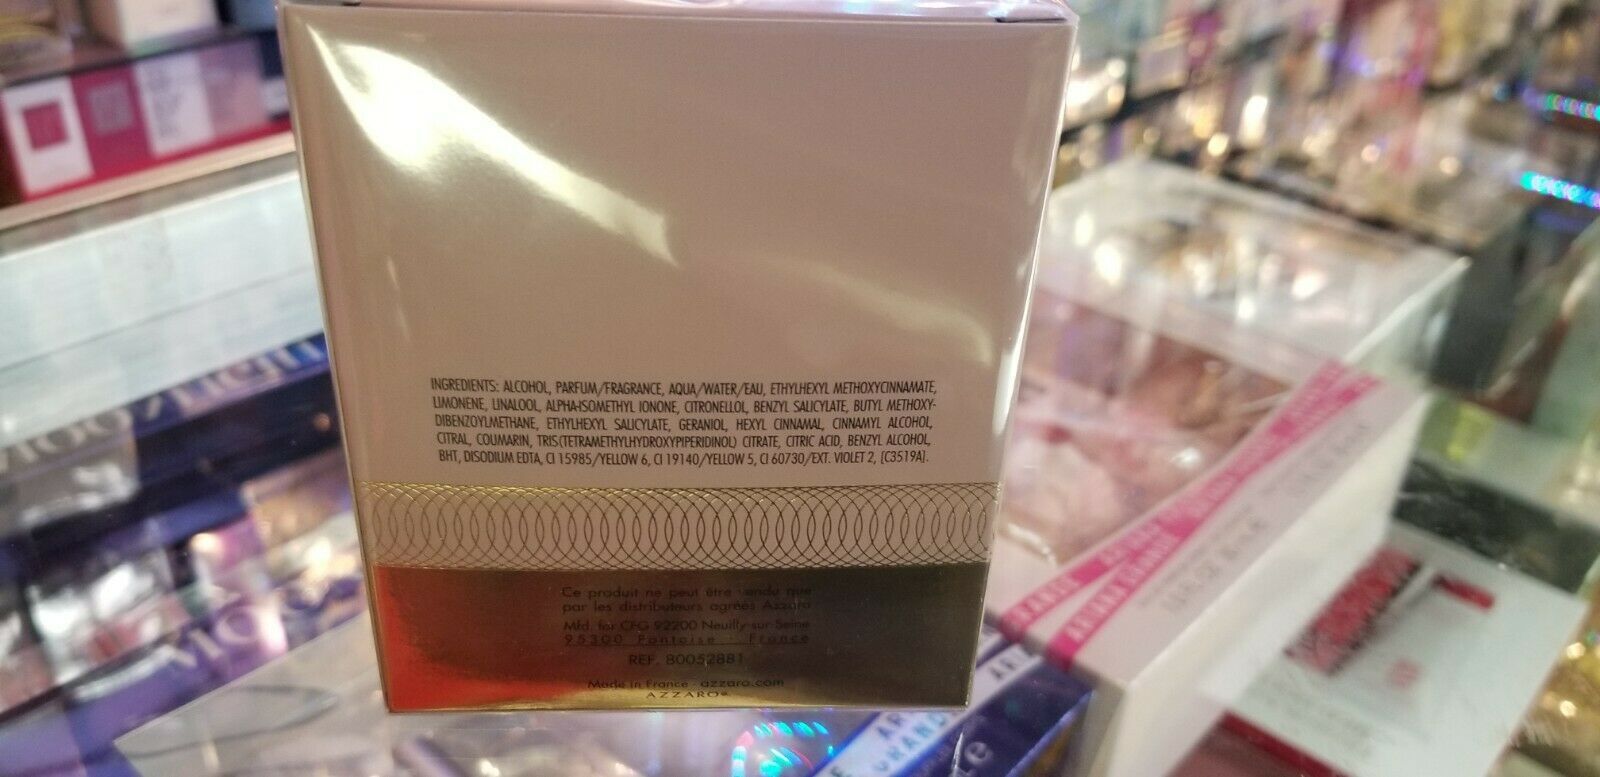 INGREDIENTS: ALCOHOL, PARFUM/FRAGRANCE, AQUA/WATER/EAU, ETHYLHEXYL METHOXYCINNAMATE,
LIMONENE, LINALOOL, ALPHA-ISOMETHYL IONONE, CITRONELLOL, BENZYL SALICYLATE, BUTYL METHOXY-
DIBENZOYLMETHANE, ETHYLHEXYL SALICYLATE, GERANIOL, HEXYL CINNAMAL, CINNAMYL ALCOHOL,
CITRAL, COUMARIN, TRIS(TETRAMETHYLHYDROXYPIPERIDINOL) CITRATE, CITRIC ACID, BENZYL ALCOHOL,
BHT, DISODIUM EDTA, CI 15985/YELLOW 6, CI 19140/YELLOW 5, CI 60730/EXT. VIOLET 2, [C3519A].
Ce produit ne peut être vendu que
par les distributeurs agréés Azzaro
Mfd. for CFG 92200 Neuilly-sur-Seine
95300 Pontoise - France
REF. 80052881
Made in France - azzaro.com
AZZARO®
ARIANA GRANDE